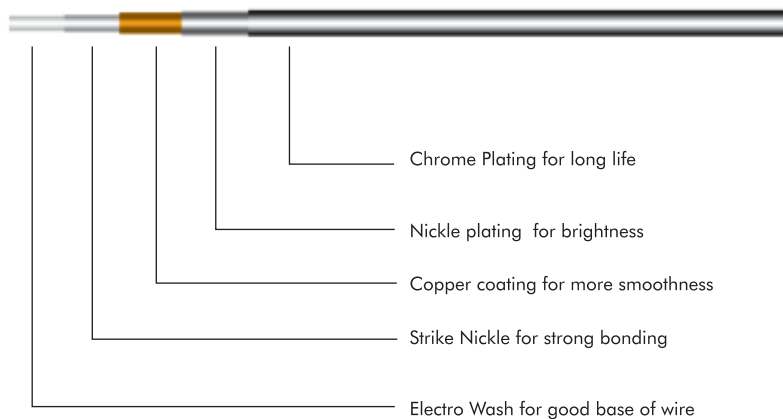 Chrome Plating for long life
Nickle plating  for brightness
Copper coating for more smoothness
Strike Nickle for strong bonding
Electro Wash for good base of wire